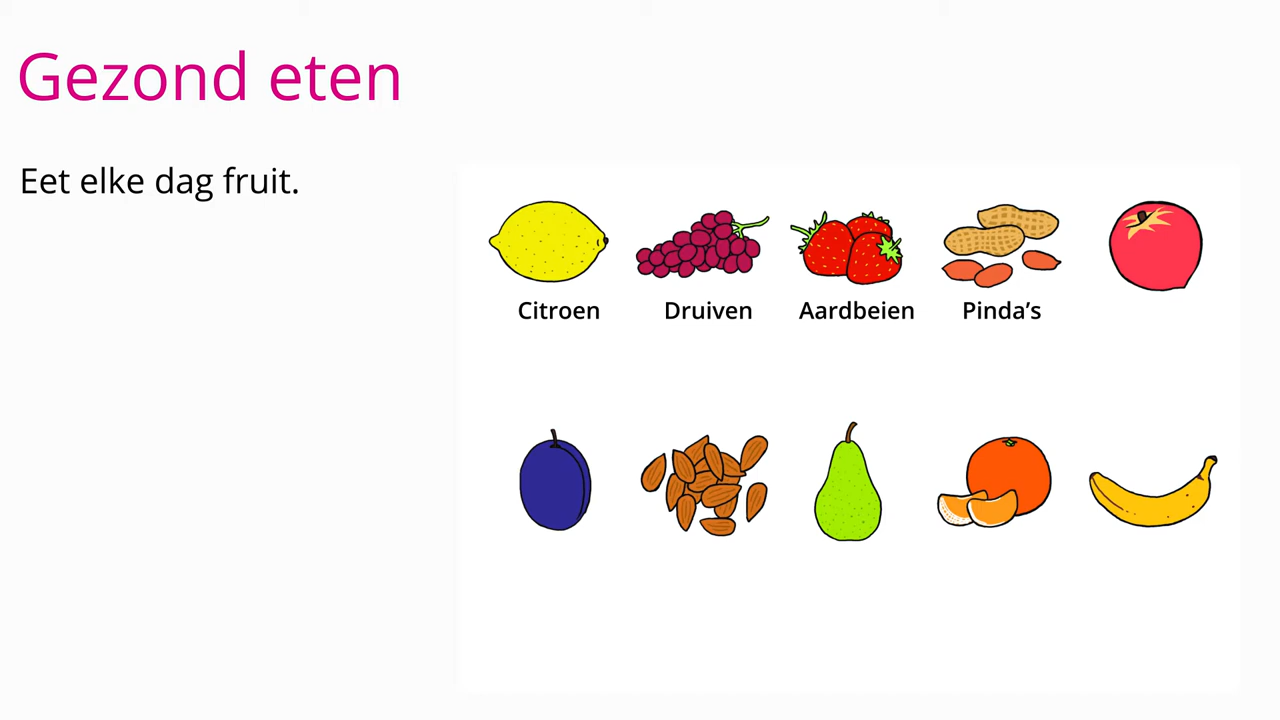 Gezond eten
Eet elke dag fruit.
Citroen
Druiven
Aardbeien
Pinda’s